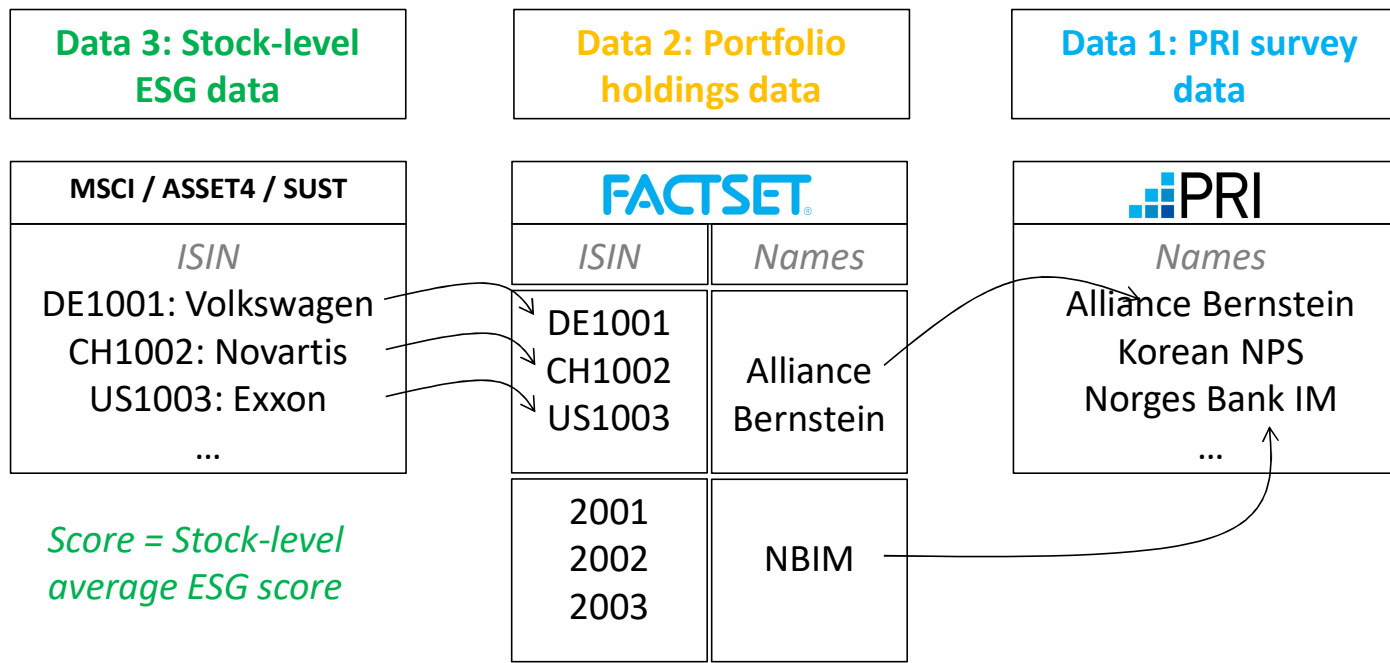 Data 3: Stock-level
ESG data
Data 2: Portfolio
holdings data
Data 1: PRI survey
data
MSCI / ASSET4 / SUST
ISIN
DE1001: Volkswagen
CH1002: Novartis
US1003: Exxon
...
Score = Stock-level
average ESG score
FACTSET®
ISIN
Names
DE1001
CH1002
US1003
Alliance
Bernstein
2001
2002
2003
NBIM
PRI
Names
Alliance Bernstein
Korean NPS
Norges Bank IM
...